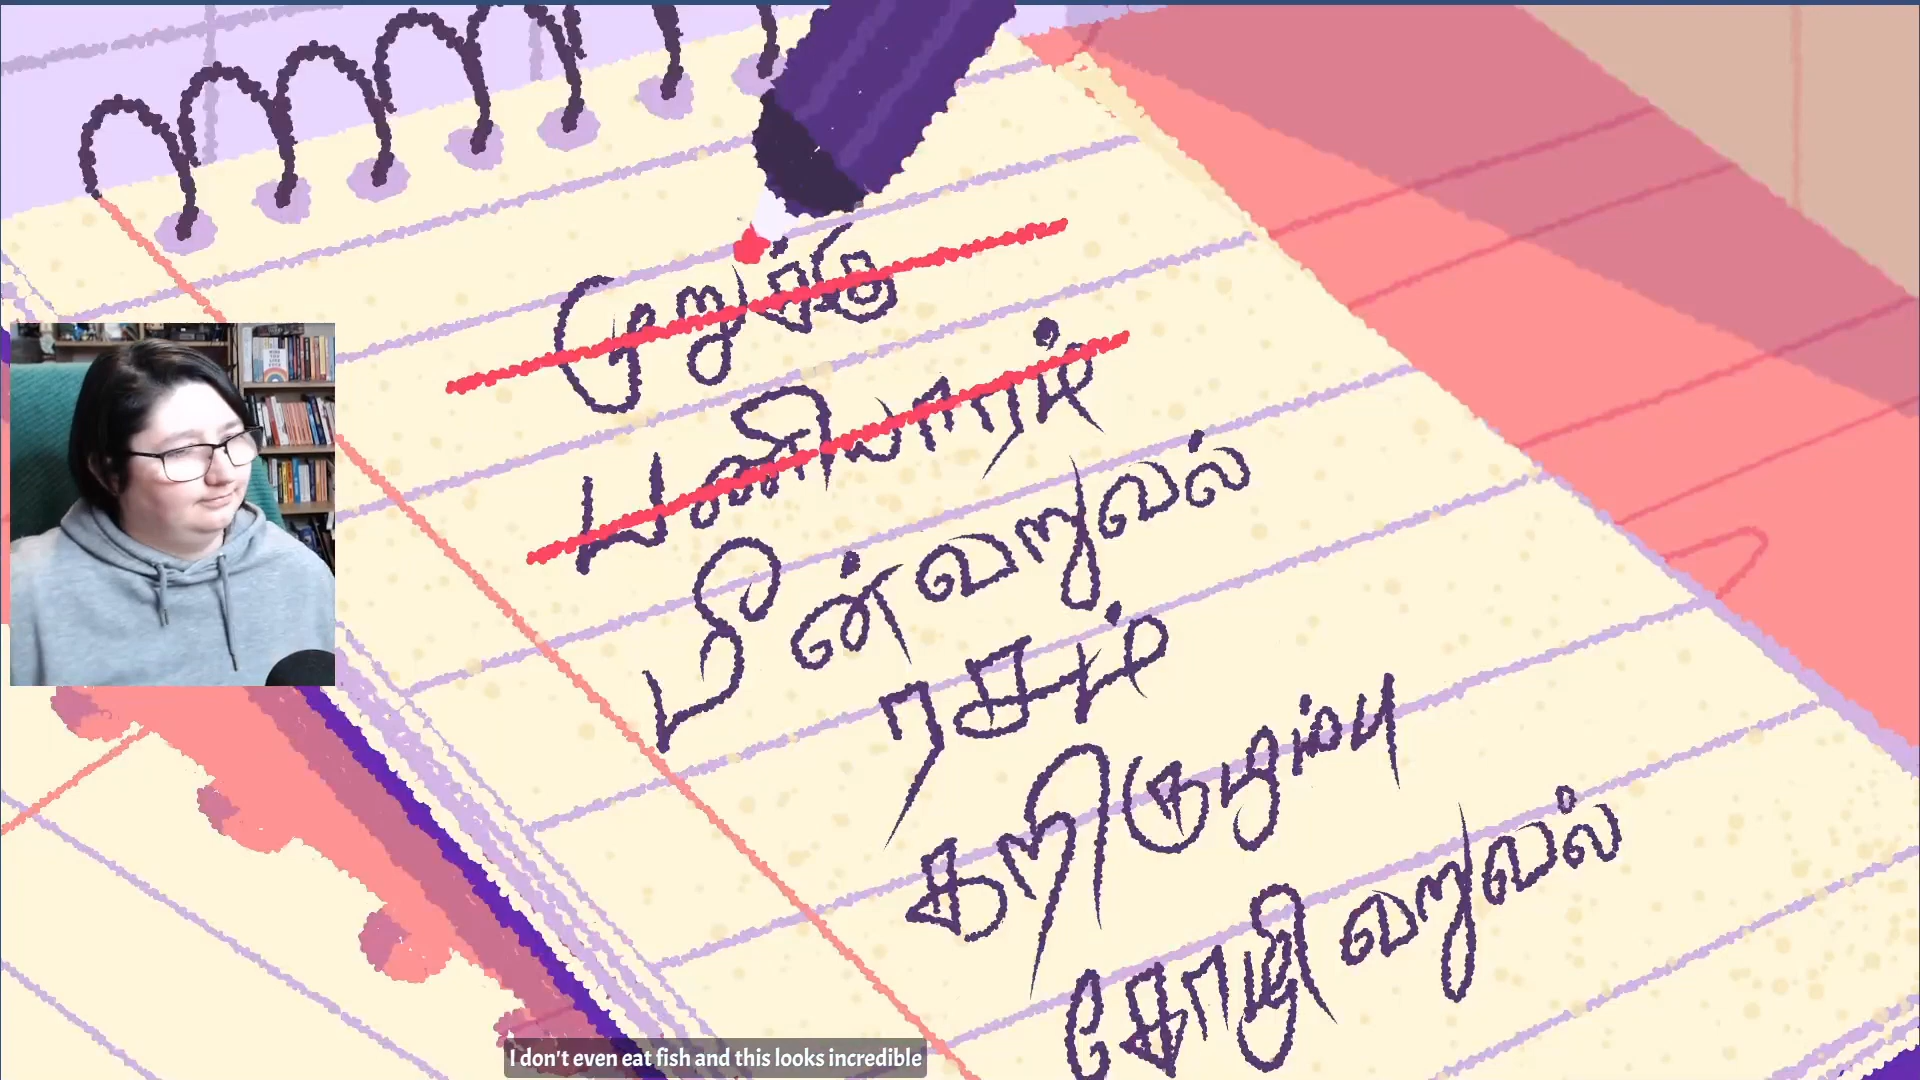 முறுக்கு
பணியாரம்
மீன் வறுவல்
ரசம்
கறி குழம்பு
கோழி வறுவல்
I don't even eat fish and this looks incredible